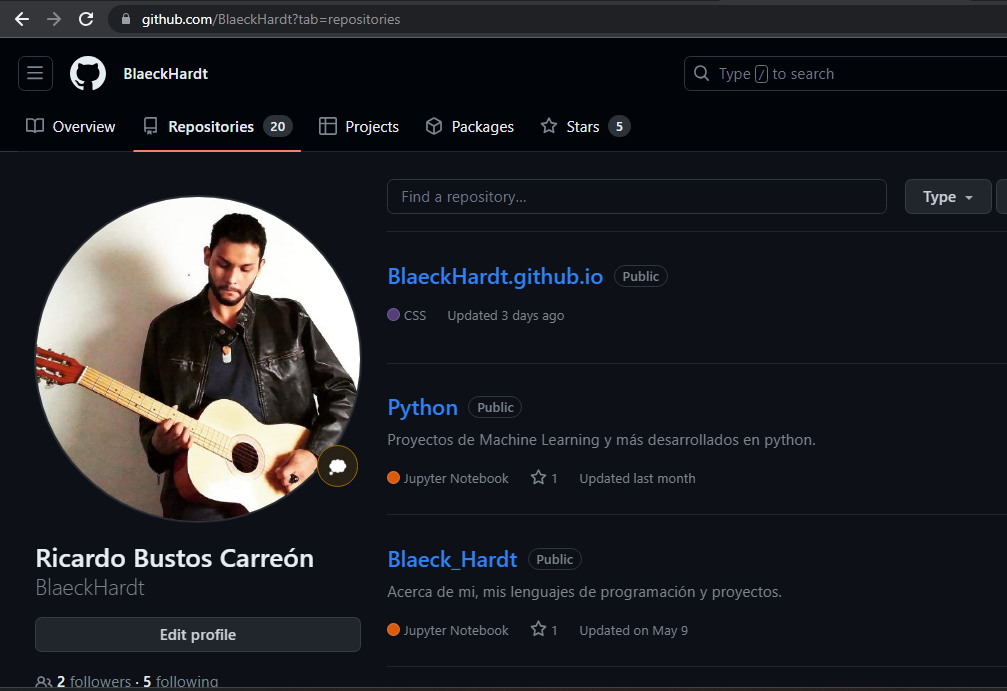 github.com/BlaeckHardt?tab=repositories
BlaeckHardt
Type / to search
Overview
Repositories 20
Projects
Packages
Stars 5
Find a repository...
Type
BlaeckHardt.github.io Public
CSS Updated 3 days ago
Python Public
Proyectos de Machine Learning y más desarrollados en python.
Jupyter Notebook 1 Updated last month
Blaeck_Hardt Public
Acerca de mi, mis lenguajes de programación y proyectos.
Jupyter Notebook 1 Updated on May 9
Ricardo Bustos Carreón
BlaeckHardt
Edit profile
2 followers · 5 following